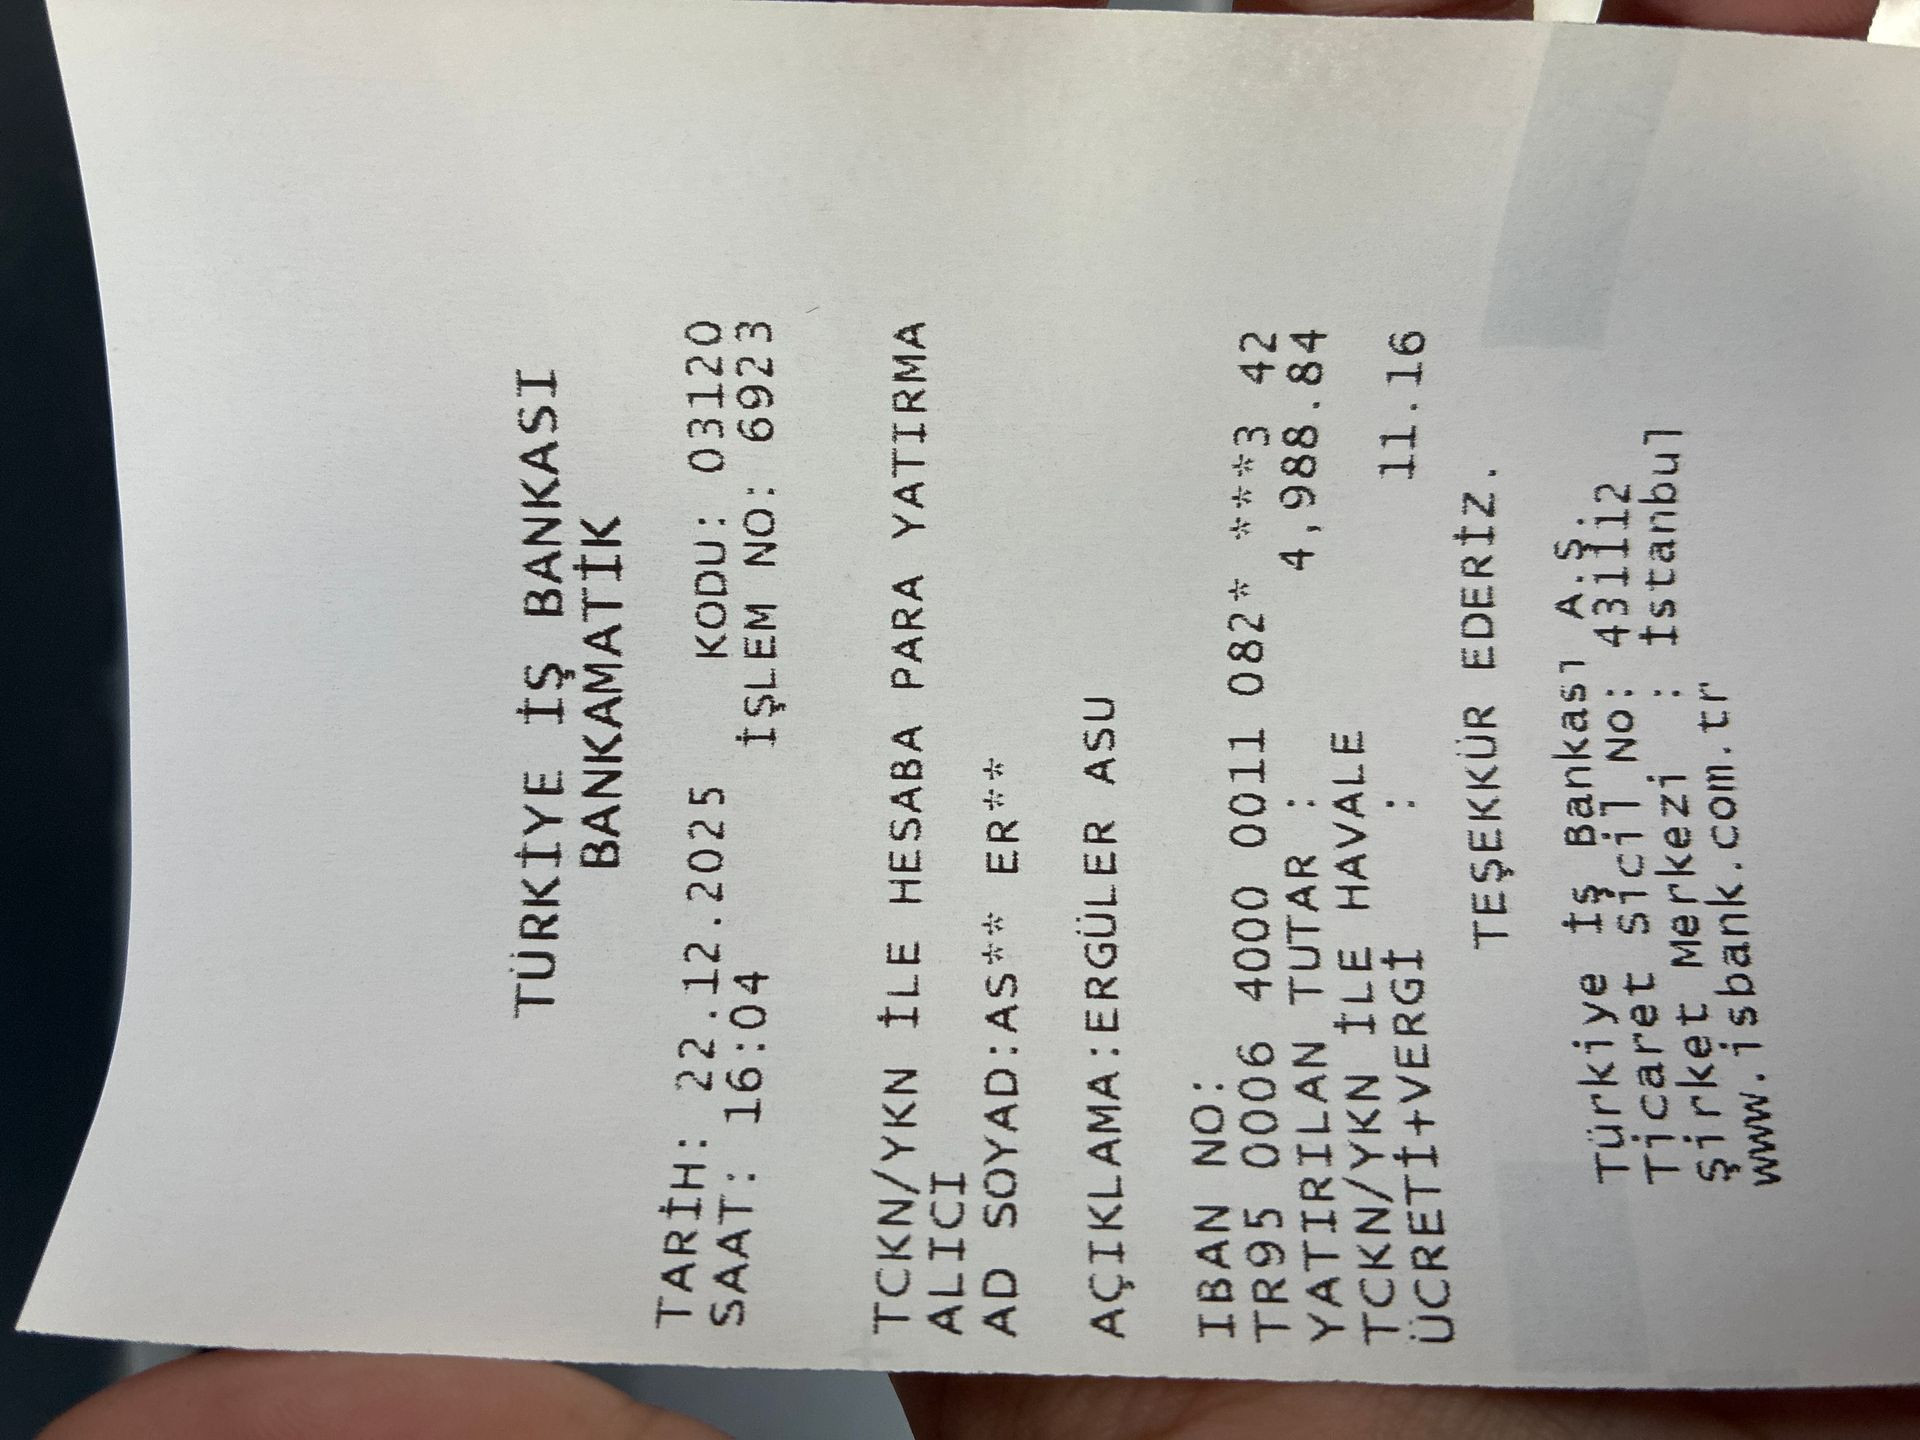 TÜRKİYE İŞ BANKASI
BANKAMATİK
TARİH: 22.12.2025 KODU: 03120
SAAT: 16:04 İŞLEM NO: 6923
TCKN/YKN İLE HESABA PARA YATIRMA
ALICI
AD SOYAD:AS** ER**
AÇIKLAMA:ERGÜLER ASU
IBAN NO:
TR95 0006 4000 0011 082* ***3 42
YATIRILAN TUTAR : 4,988.84
TCKN/YKN İLE HAVALE
ÜCRETİ+VERGİ : 11.16
TEŞEKKÜR EDERİZ.
Türkiye İş Bankası A.Ş.
Ticaret Sicil No: 431112
Şirket Merkezi : İstanbul
www.isbank.com.tr